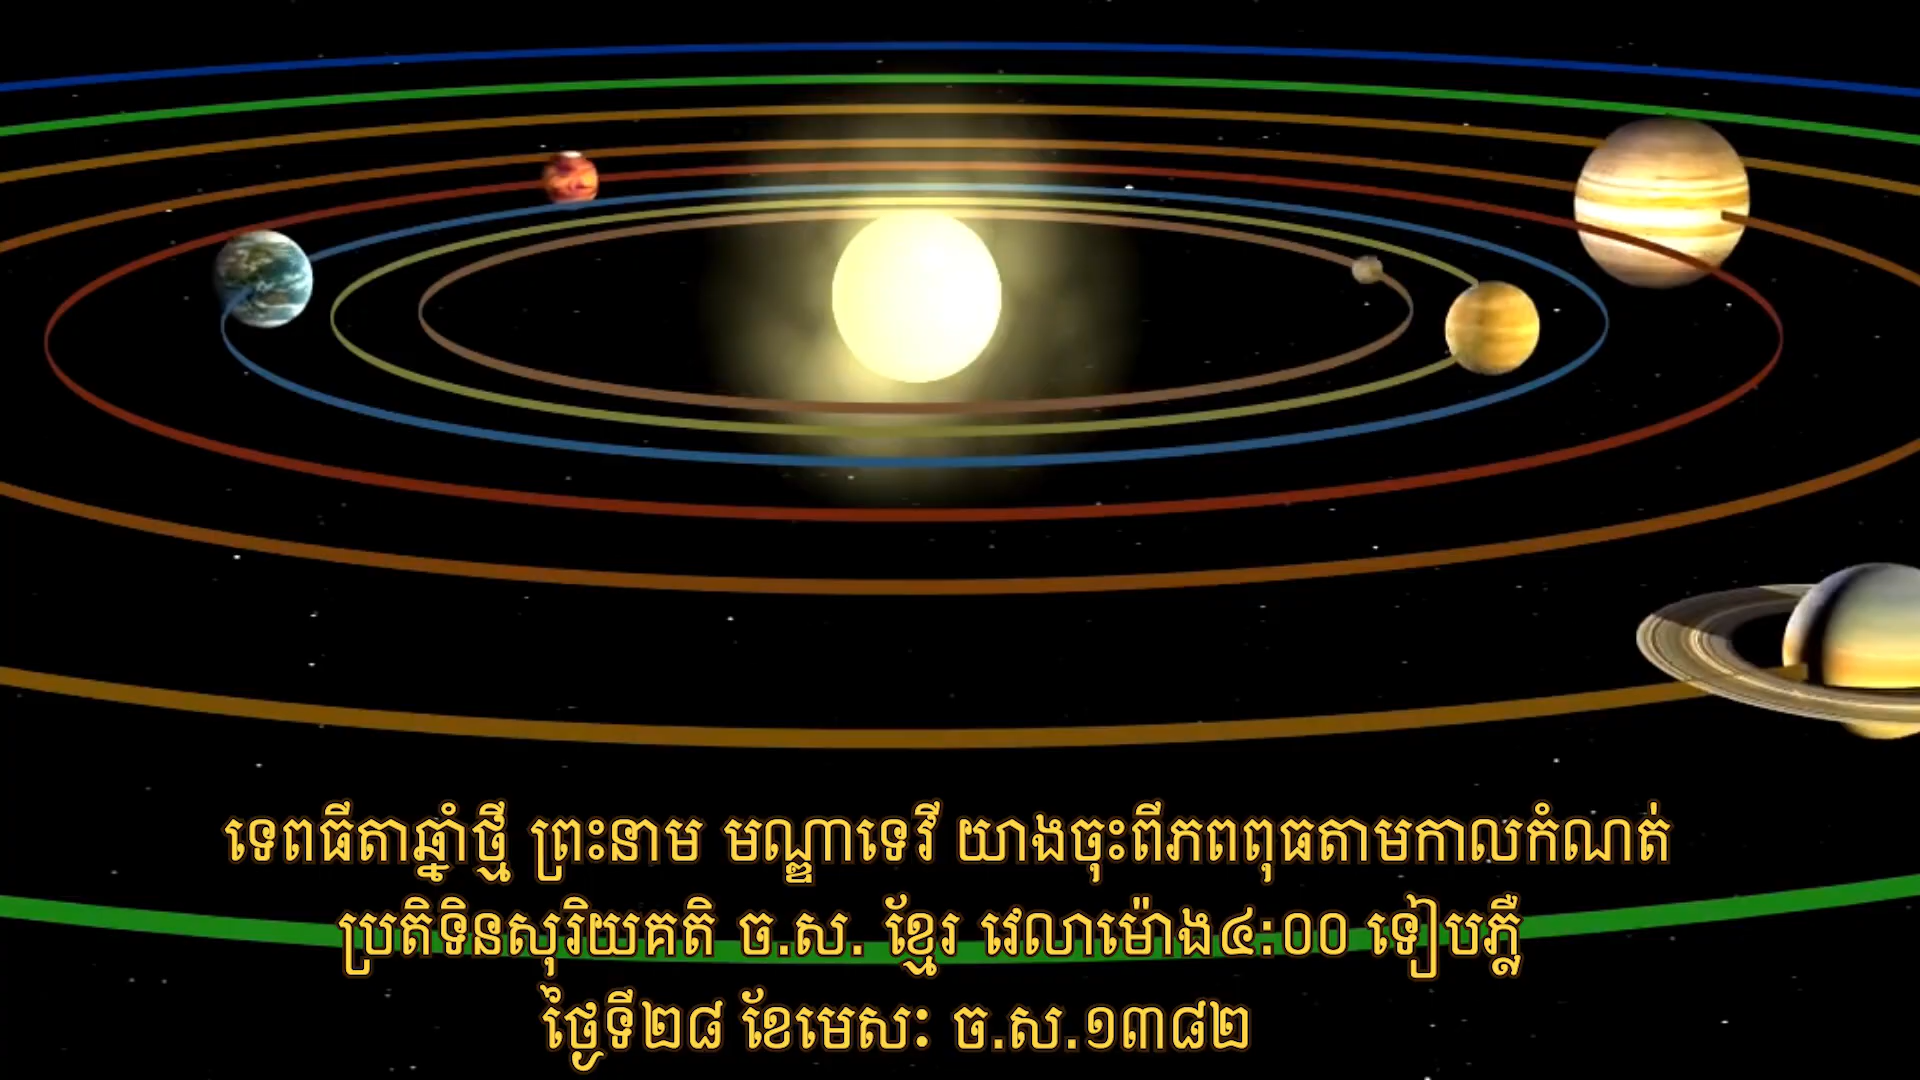 ទេពធីតាឆ្នាំថ្មី ព្រះនាម មណ្ឌាទេវី យាងចុះពីភពពុធតាមកាលកំណត់
ប្រតិទិនសុរិយគតិ ច.ស. ខ្មែរ វេលាម៉ោង៤:០០ ទៀបភ្លឺ
ថ្ងៃទី២៨ ខែមេសៈ ច.ស.១៣៨២